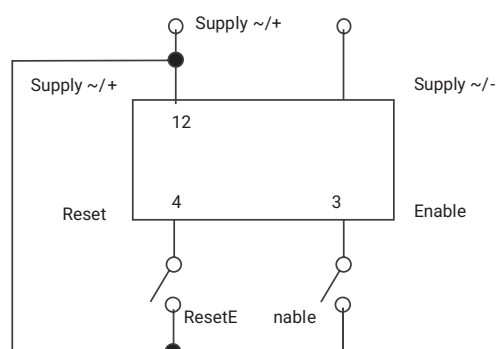 Supply ~/+
Supply ~/+
Supply ~/-
12
4
3
Reset
Enable
ResetE
nable